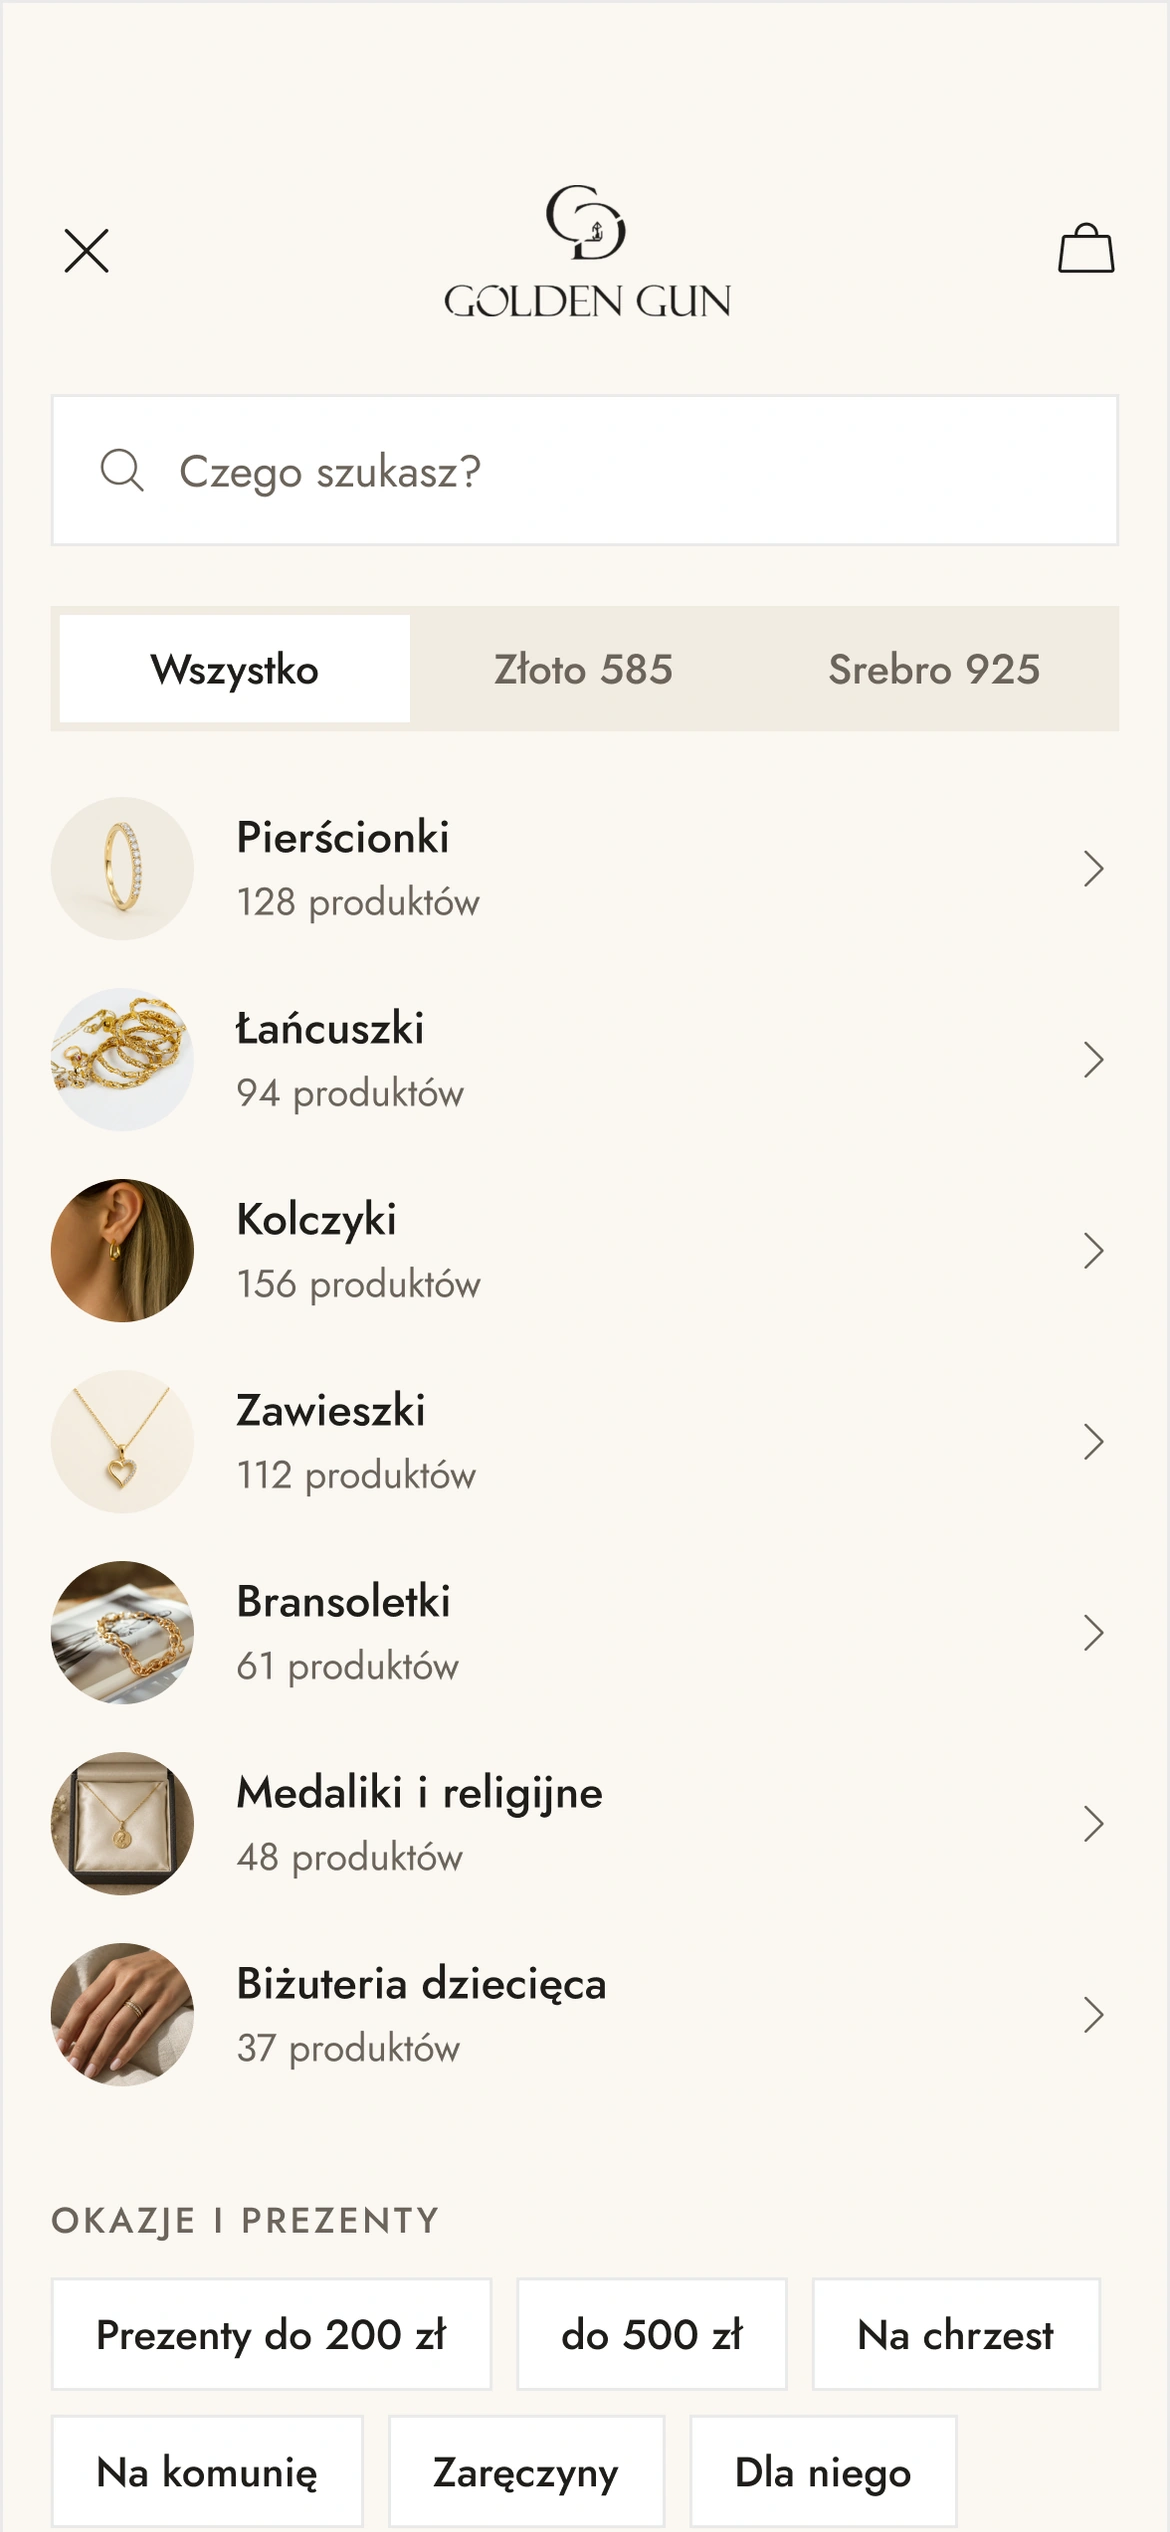 GOLDEN GUN
Czego szukasz?
Wszystko
Złoto 585
Srebro 925
Pierścionki
128 produktów
Łańcuszki
94 produktów
Kolczyki
156 produktów
Zawieszki
112 produktów
Bransoletki
61 produktów
Medaliki i religijne
48 produktów
Biżuteria dziecięca
37 produktów
OKAZJE I PREZENTY
Prezenty do 200 zł
do 500 zł
Na chrzest
Na komunię
Zaręczyny
Dla niego